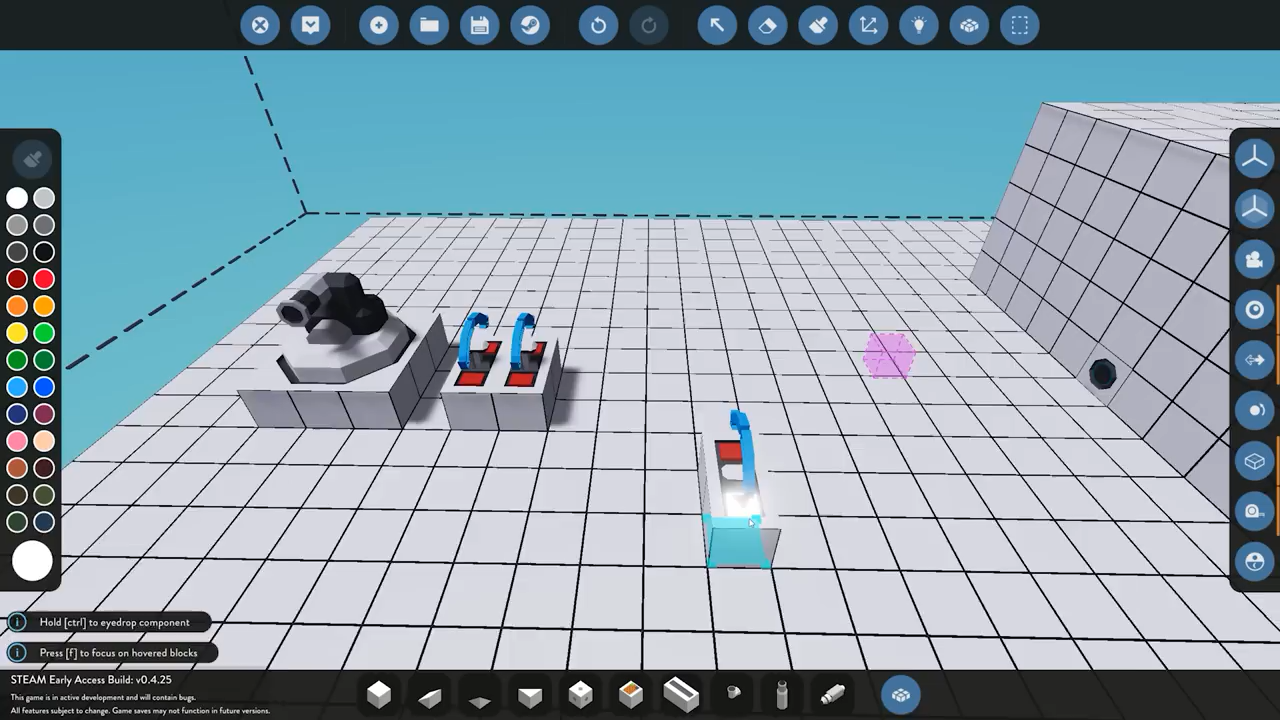 Hold [ctrl] to eyedrop component
Press [f] to focus on hovered blocks
STEAM Early Access Build: v0.4.25
This game is in active development and will contain bugs.
All features subject to change. Game saves may not function in future versions.